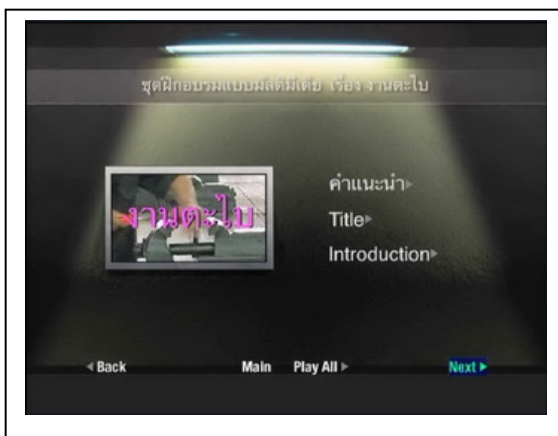 ชุดฝึกอบรมแบบมัลติมีเดีย เรื่อง งานตะไบ
งานตะไบ
คำแนะนำ
Title
Introduction
Back Main Play All Next